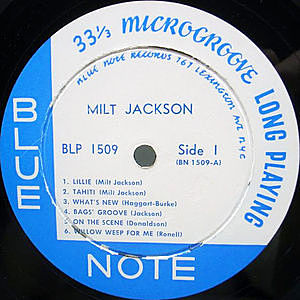 33⅓ MICROGROOVE LONG PLAYING
BLUE NOTE RECORDS 767 LEXINGTON AVE NYC
MILT JACKSON
BLP 1509 Side 1
(BN 1509-A)
1. LILLIE (Milt Jackson)
2. TAHITI (Milt Jackson)
3. WHAT'S NEW (Haggart-Burke)
4. BAGS' GROOVE (Jackson)
5. ON THE SCENE (Donaldson)
6. WILLOW WEEP FOR ME (Ronell)
BLUE
NOTE